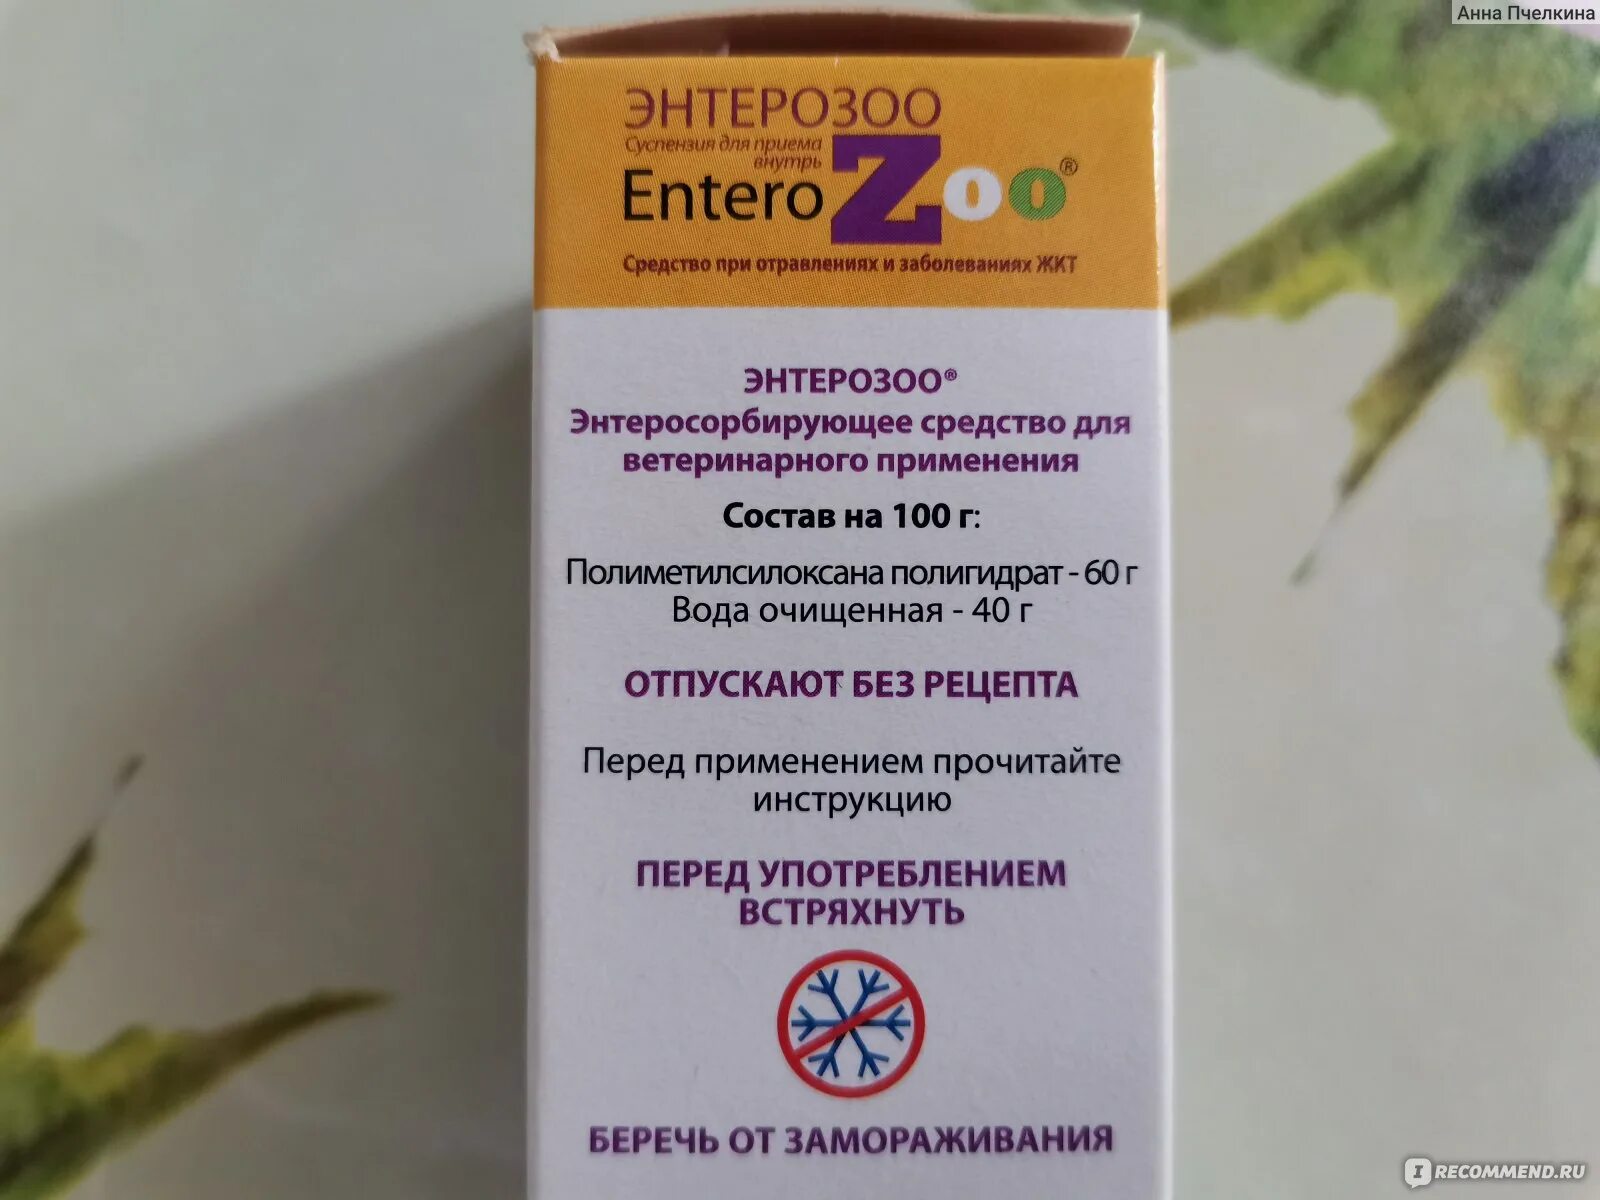 Анна Пчелкина
ЭНТЕРОЗОО
Суспензия для приема
внутрь
EnteroZoo®
Средство при отравлениях и заболеваниях ЖКТ
ЭНТЕРОЗОО®
Энтеросорбирующее средство для
ветеринарного применения
Состав на 100 г:
Полиметилсилоксана полигидрат - 60 г
Вода очищенная - 40 г
ОТПУСКАЮТ БЕЗ РЕЦЕПТА
Перед применением прочитайте
инструкцию
ПЕРЕД УПОТРЕБЛЕНИЕМ
ВСТРЯХНУТЬ
БЕРЕЧЬ ОТ ЗАМОРАЖИВАНИЯ
IRECOMMEND.RU